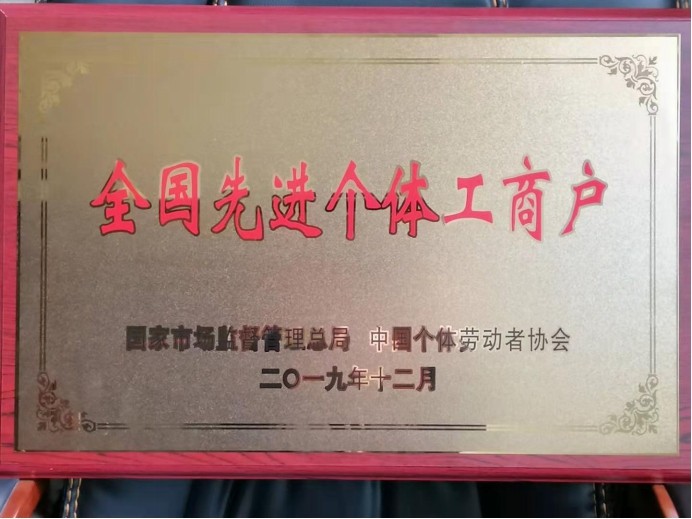 全国先进个体工商户
国家市场监督管理总局 中国个体劳动者协会
二〇一九年十二月